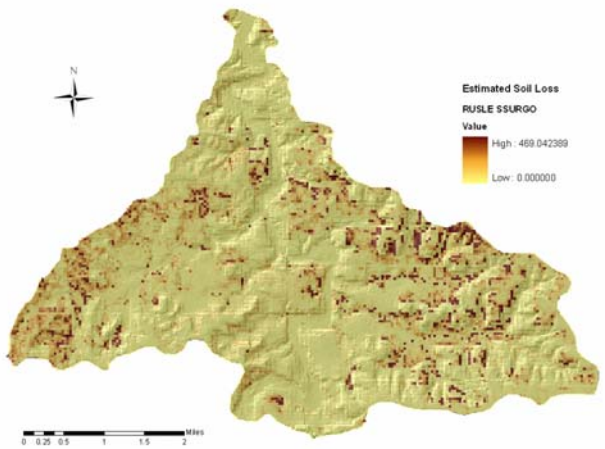 N
Estimated Soil Loss
RUSLE SSURGO
Value
High : 469.042389
Low : 0.000000
Miles
0 0.25 0.5 1 1.5 2